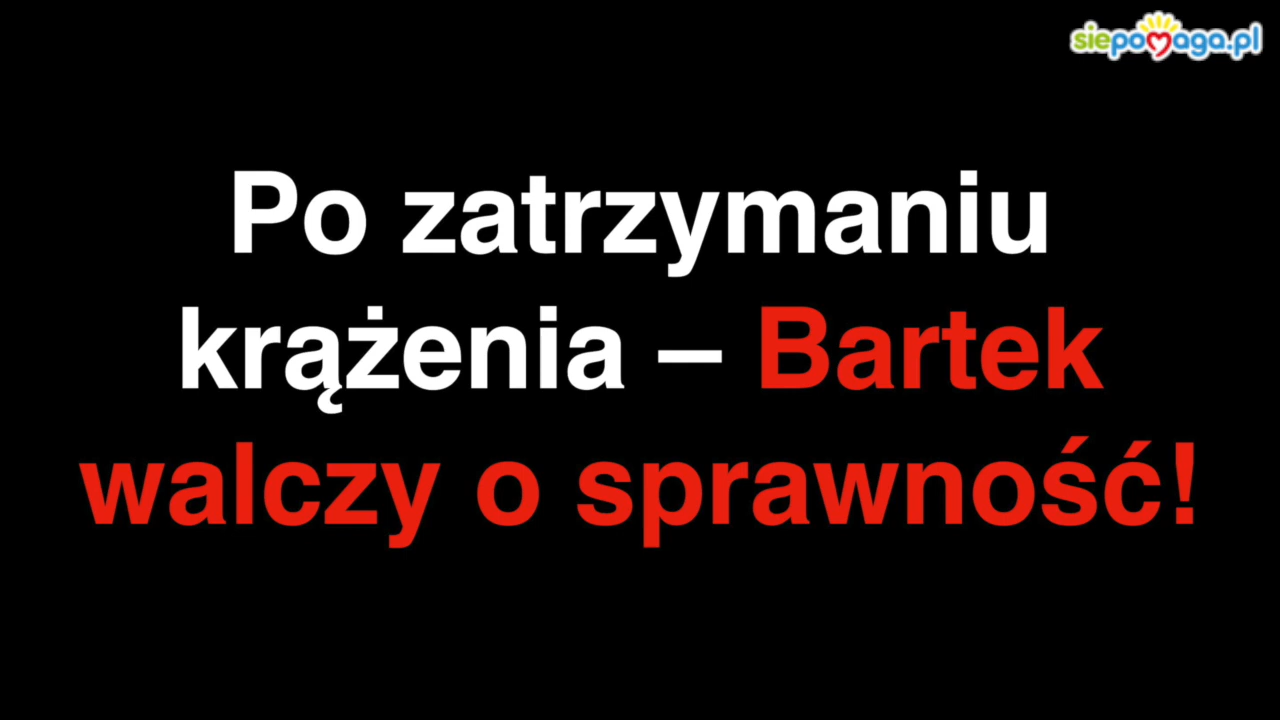 siepomaga.pl
Po zatrzymaniu
krążenia – Bartek
walczy o sprawność!